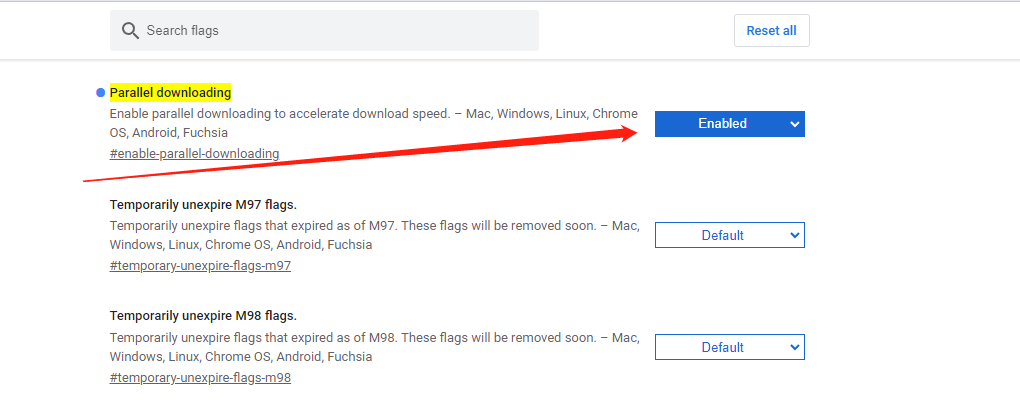 Search flags
Reset all
Parallel downloading
Enable parallel downloading to accelerate download speed. – Mac, Windows, Linux, Chrome
OS, Android, Fuchsia
Enabled
#enable-parallel-downloading
Temporarily unexpire M97 flags.
Temporarily unexpire flags that expired as of M97. These flags will be removed soon. – Mac,
Windows, Linux, Chrome OS, Android, Fuchsia
Default
#temporary-unexpire-flags-m97
Temporarily unexpire M98 flags.
Temporarily unexpire flags that expired as of M98. These flags will be removed soon. – Mac,
Windows, Linux, Chrome OS, Android, Fuchsia
Default
#temporary-unexpire-flags-m98